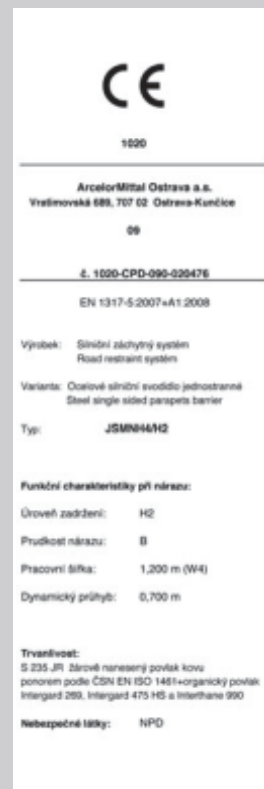 CE
1020
ArcelorMittal Ostrava a.s.
Vratimovská 689, 707 02 Ostrava-Kunčice
09
č. 1020-CPD-090-020476
EN 1317-5:2007+A1:2008
Výrobek: Silniční záchytný systém
Road restraint systém
Varianta: Ocelové silniční svodidlo jednostranné
Steel single sided parapets barrier
Typ: JSMNH4/H2
Funkční charakteristiky při nárazu:
Úroveň zadržení: H2
Prudkost nárazu: B
Pracovní šířka: 1,200 m (W4)
Dynamický průhyb: 0,700 m
Trvanlivost:
S 235 JR žárově nanesený povlak kovu
ponorem podle ČSN EN ISO 1461+organický povlak
Intergard 269, Intergard 475 HS a Interthane 990
Nebezpečné látky: NPD